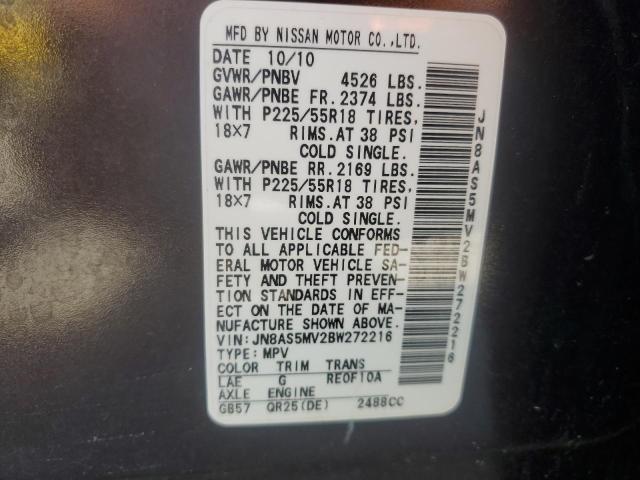 MFD BY NISSAN MOTOR CO.,LTD.
DATE 10/10
GVWR/PNBV 4526 LBS.
GAWR/PNBE FR. 2374 LBS.
WITH P225/55R18 TIRES,
18X7 RIMS.AT 38 PSI
COLD SINGLE.
GAWR/PNBE RR. 2169 LBS.
WITH P225/55R18 TIRES,
18X7 RIMS.AT 38 PSI
COLD SINGLE.
THIS VEHICLE CONFORMS
TO ALL APPLICABLE FED-
ERAL MOTOR VEHICLE SA-
FETY AND THEFT PREVEN-
TION STANDARDS IN EFF-
ECT ON THE DATE OF MA-
NUFACTURE SHOWN ABOVE.
VIN: JN8AS5MV2BW272216
TYPE: MPV
COLOR TRIM TRANS
LAE G RE0F10A
AXLE ENGINE
GB57 QR25(DE) 2488CC
JN8AS5MV2BW272216